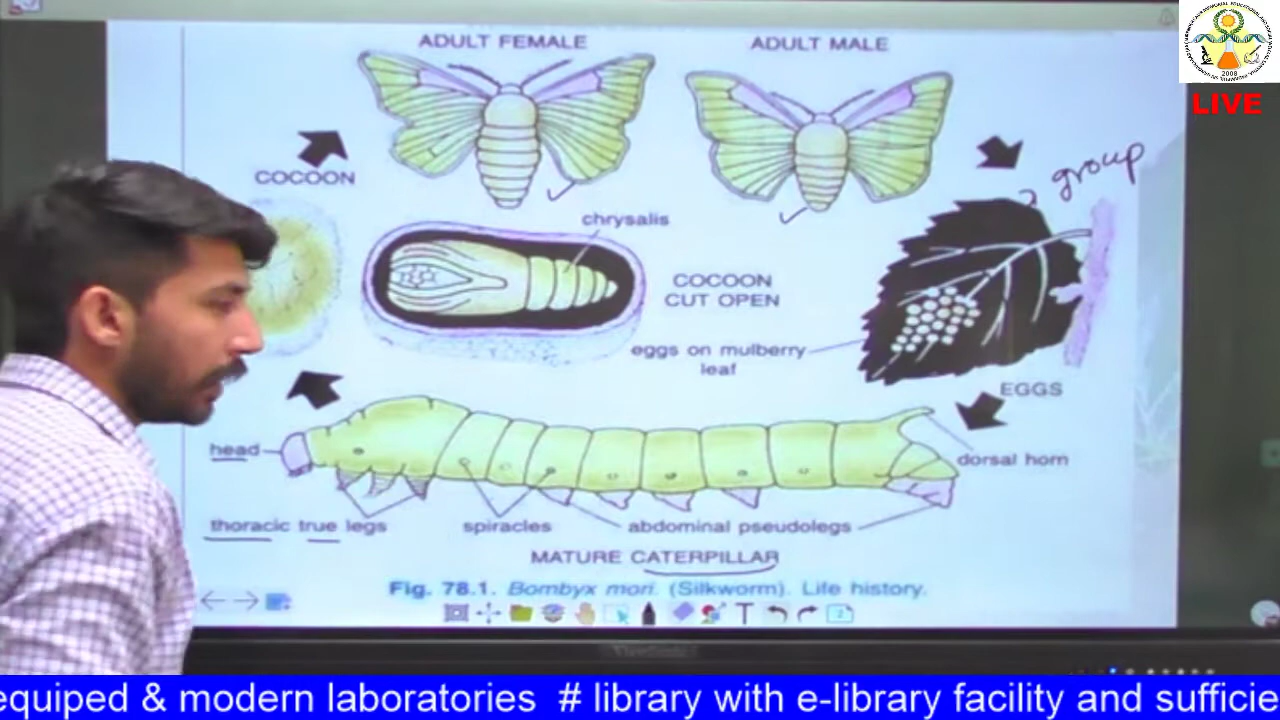 ADULT FEMALE
ADULT MALE
LIVE
2008
COCOON
group
chrysalis
COCOON
CUT OPEN
eggs on mulberry
leaf
EGGS
head
dorsal horn
thoracic true legs
spiracles
abdominal pseudolegs
MATURE CATERPILLAR
Fig. 78.1. Bombyx mori. (Silkworm). Life history.
ViewSonic
equiped & modern laboratories # library with e-library facility and sufficie